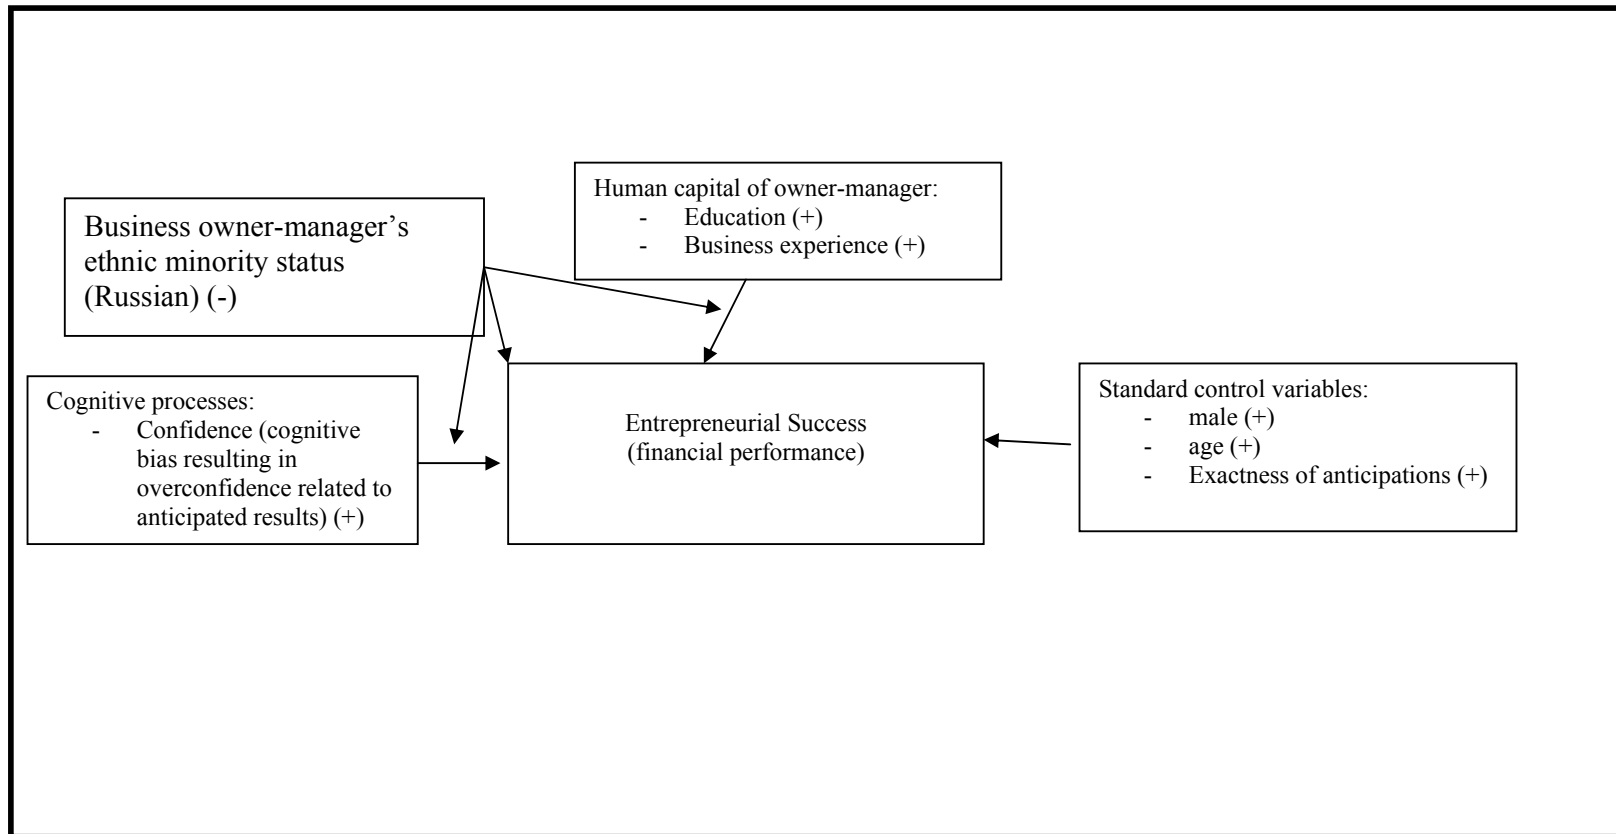 Human capital of owner-manager:
- Education (+)
- Business experience (+)
Business owner-manager’s
ethnic minority status
(Russian) (-)
Cognitive processes:
- Confidence (cognitive
bias resulting in
overconfidence related to
anticipated results) (+)
Entrepreneurial Success
(financial performance)
Standard control variables:
- male (+)
- age (+)
- Exactness of anticipations (+)